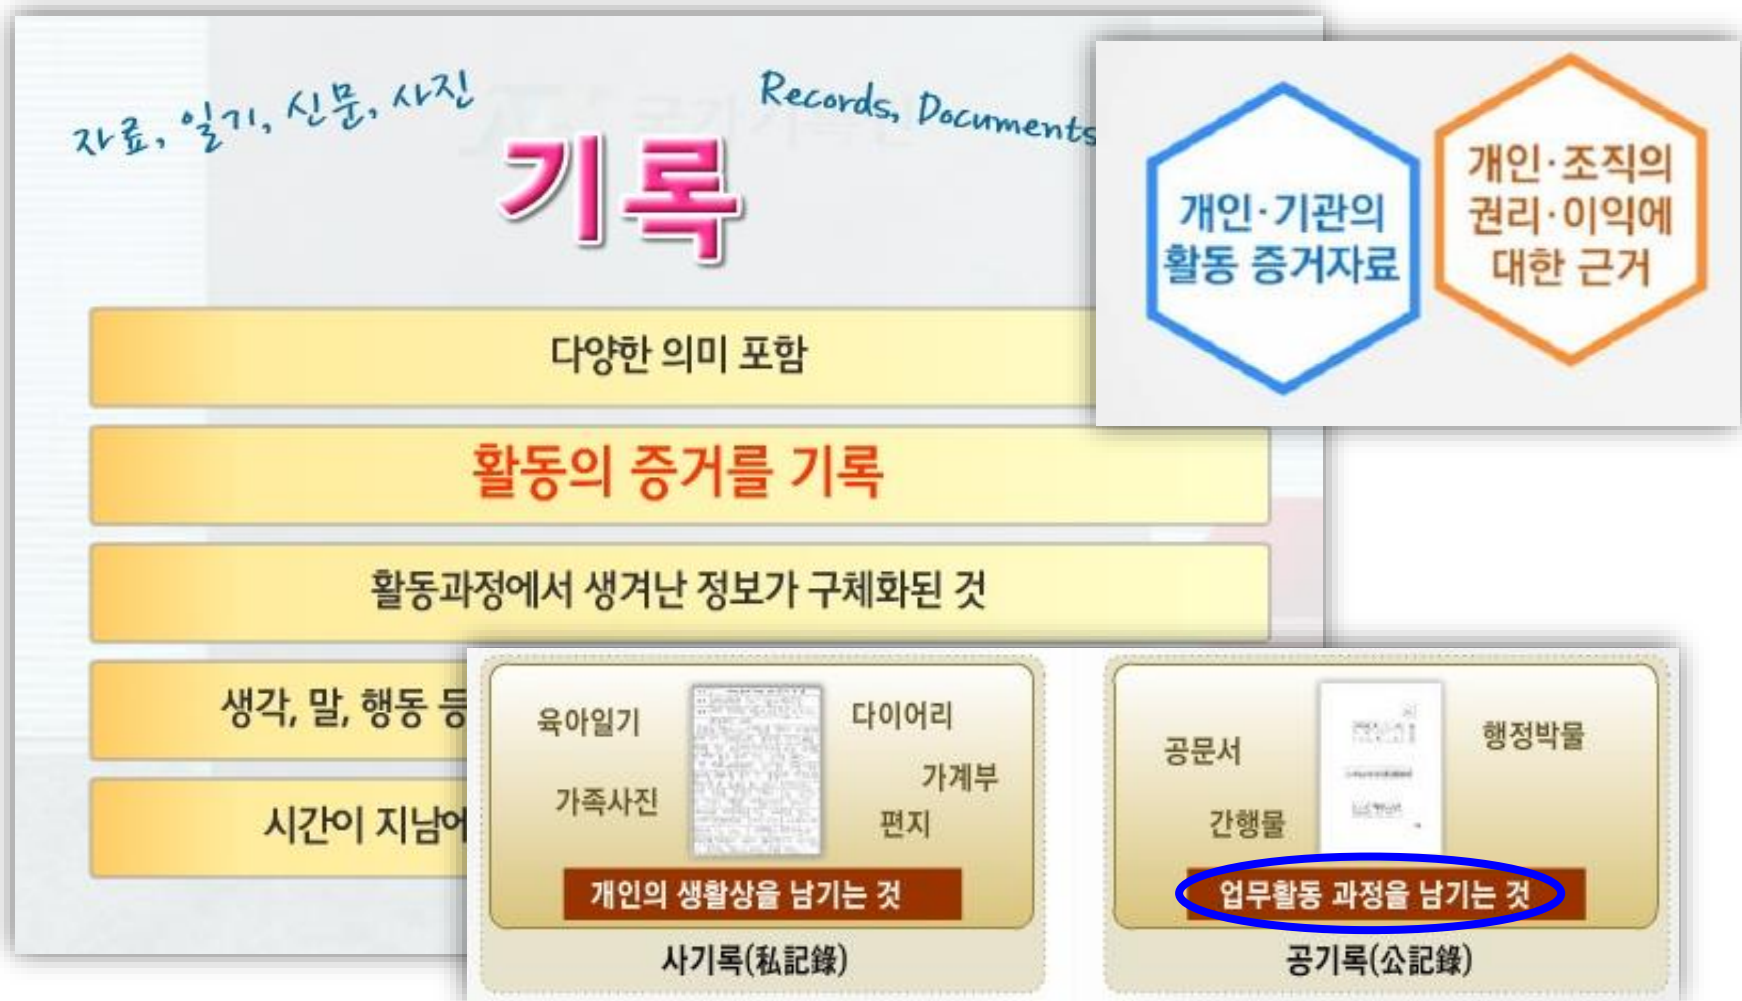 자료, 일기, 신문, 사진
Records, Documents
기록
다양한 의미 포함
활동의 증거를 기록
활동과정에서 생겨난 정보가 구체화된 것
생각, 말, 행동 등
시간이 지남에
개인·기관의
활동 증거자료
개인·조직의
권리·이익에
대한 근거
육아일기
다이어리
가족사진
가계부
편지
개인의 생활상을 남기는 것
사기록(私記錄)
공문서
행정박물
간행물
업무활동 과정을 남기는 것
공기록(公記錄)